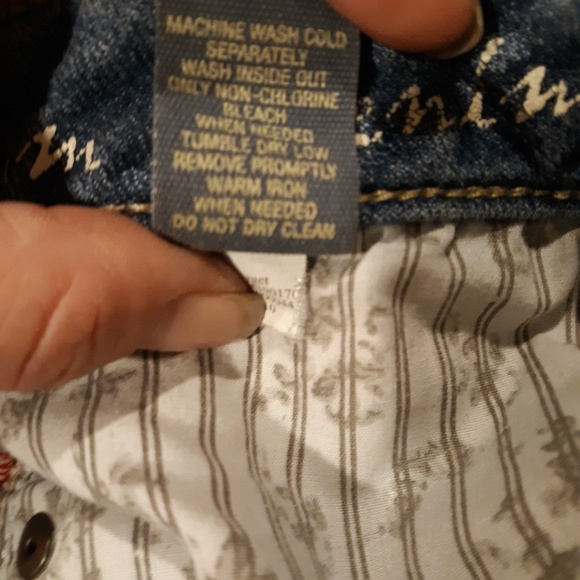 MACHINE WASH COLD
SEPARATELY
WASH INSIDE OUT
ONLY NON-CHLORINE
BLEACH
WHEN NEEDED
TUMBLE DRY LOW
REMOVE PROMPTLY
WARM IRON
WHEN NEEDED
DO NOT DRY CLEAN